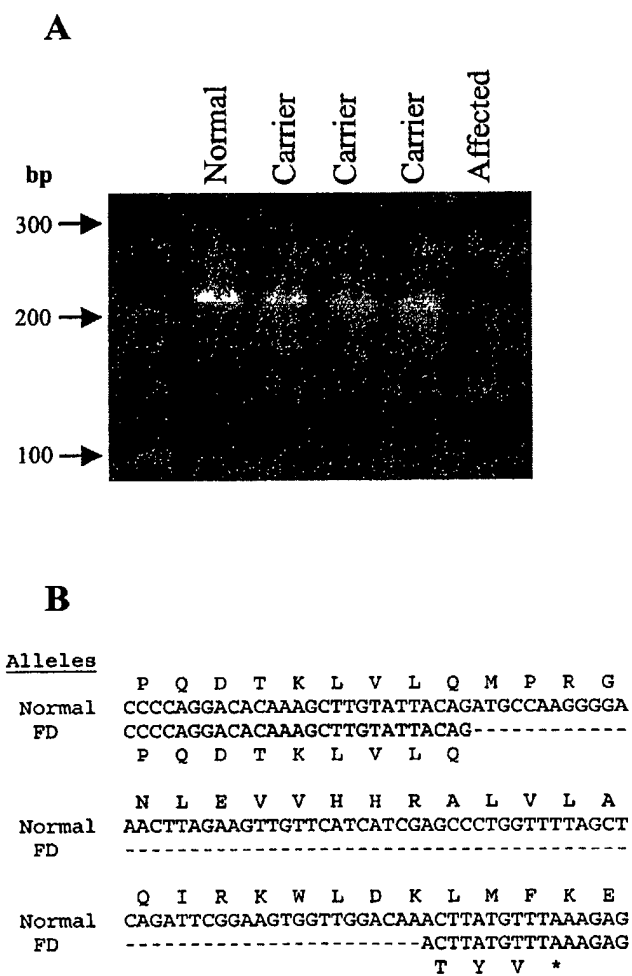 A
Normal
Carrier
Carrier
Carrier
Affected
bp
300
200
100
B
Alleles
P Q D T K L V L Q M P R G
Normal CCCCAGGACACAAAGCTTGTATTACAGATGCCAAGGGGA
FD CCCCAGGACACAAAGCTTGTATTACAG------------
P Q D T K L V L Q
N L E V V H H R A L V L A
Normal AACTTAGAAGTTGTTCATCATCGAGCCCTGGTTTTAGCT
FD ---------------------------------------
Q I R K W L D K L M F K E
Normal CAGATTCGGAAGTGGTTGGACAAACTTATGTTTAAAGAG
FD -----------------------ACTTATGTTTAAAGAG
T Y V *